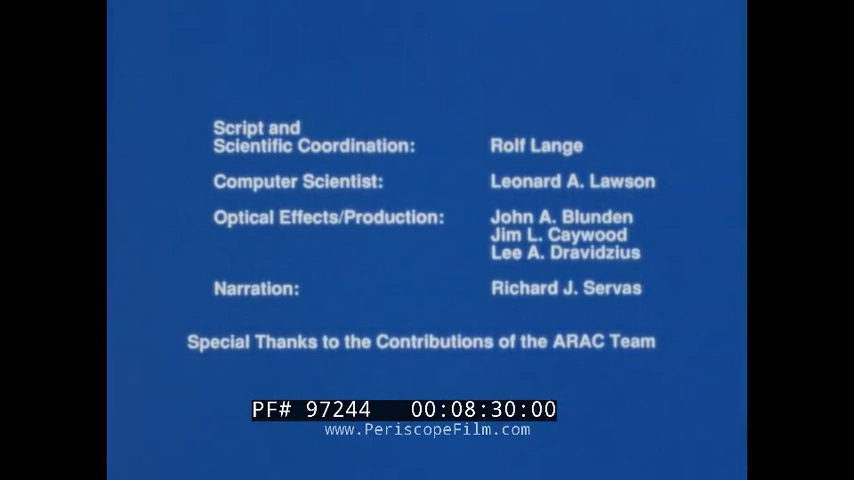 Script and
Scientific Coordination: Rolf Lange
Computer Scientist: Leonard A. Lawson
Optical Effects/Production: John A. Blunden
Jim L. Caywood
Lee A. Dravidzius
Narration: Richard J. Servas
Special Thanks to the Contributions of the ARAC Team
PF# 97244 00:08:30:00
www.PeriscopeFilm.com